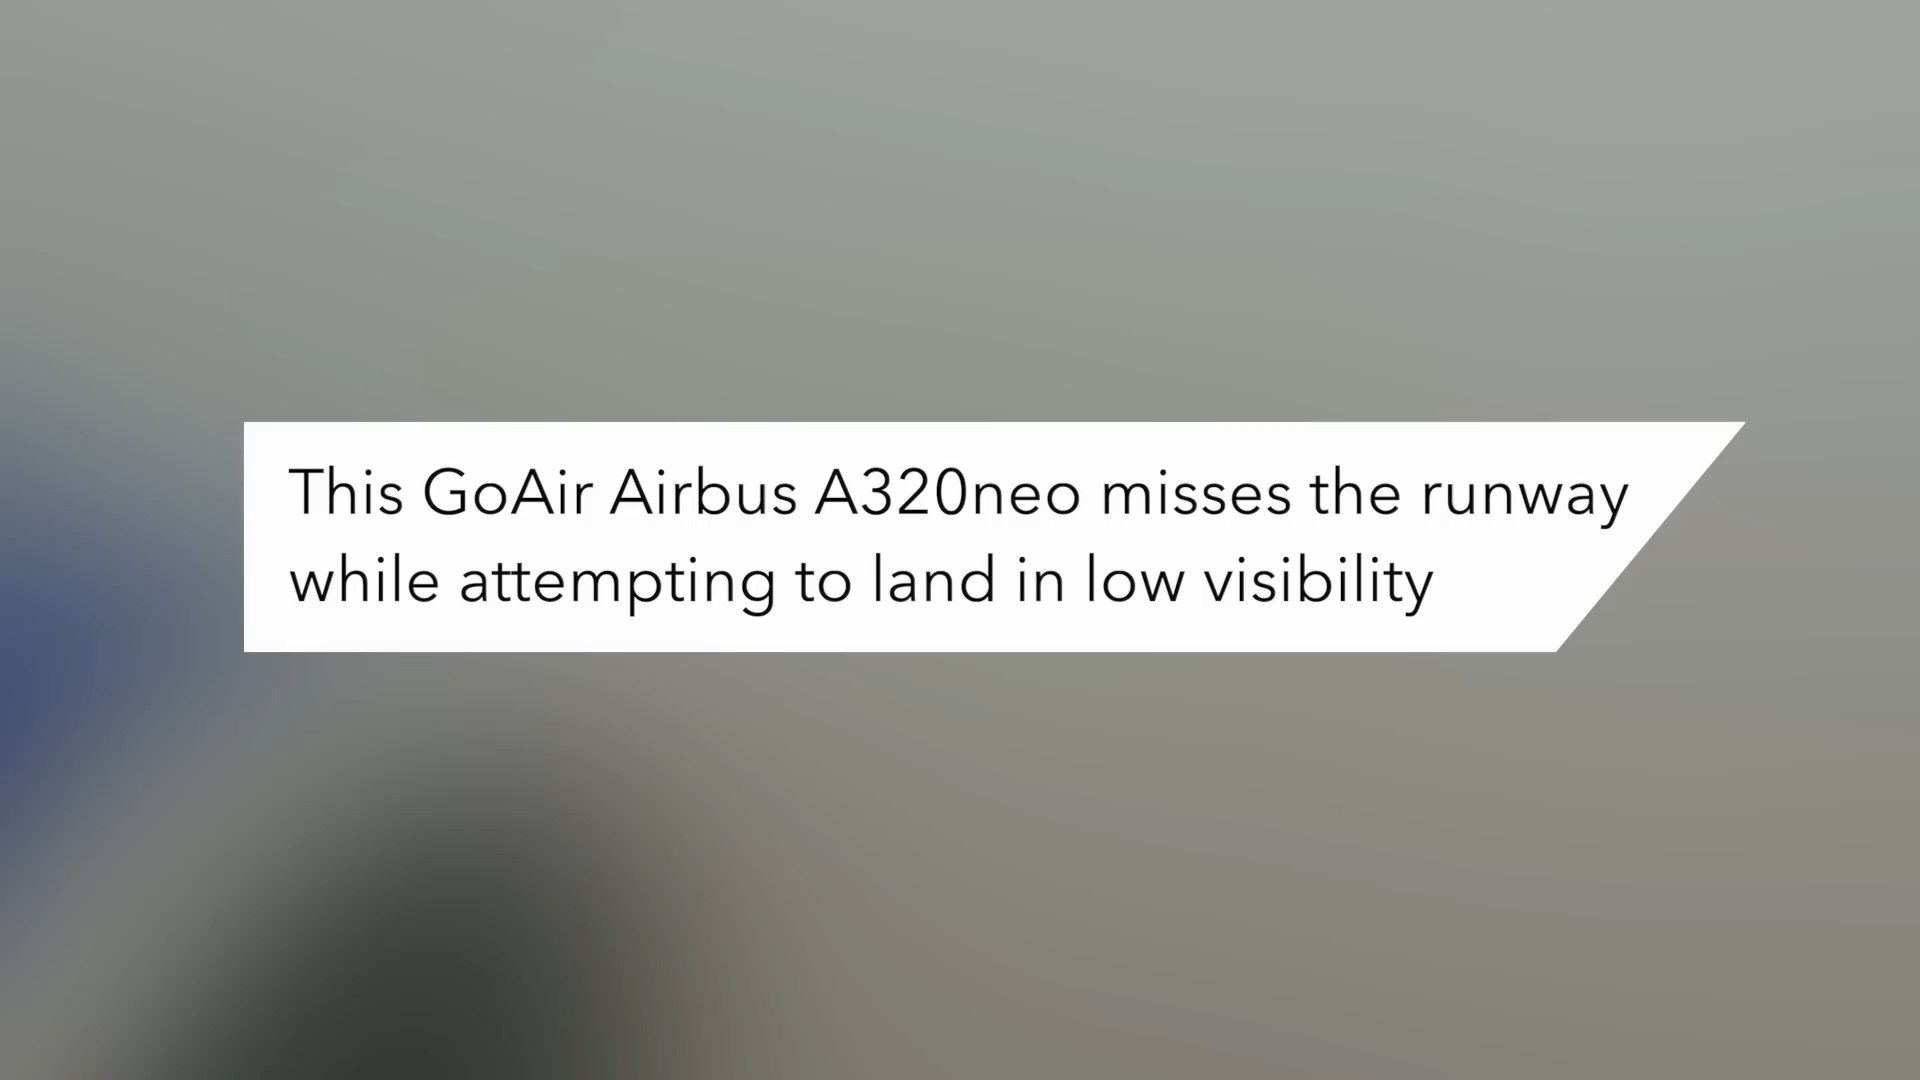 This GoAir Airbus A320neo misses the runway
while attempting to land in low visibility